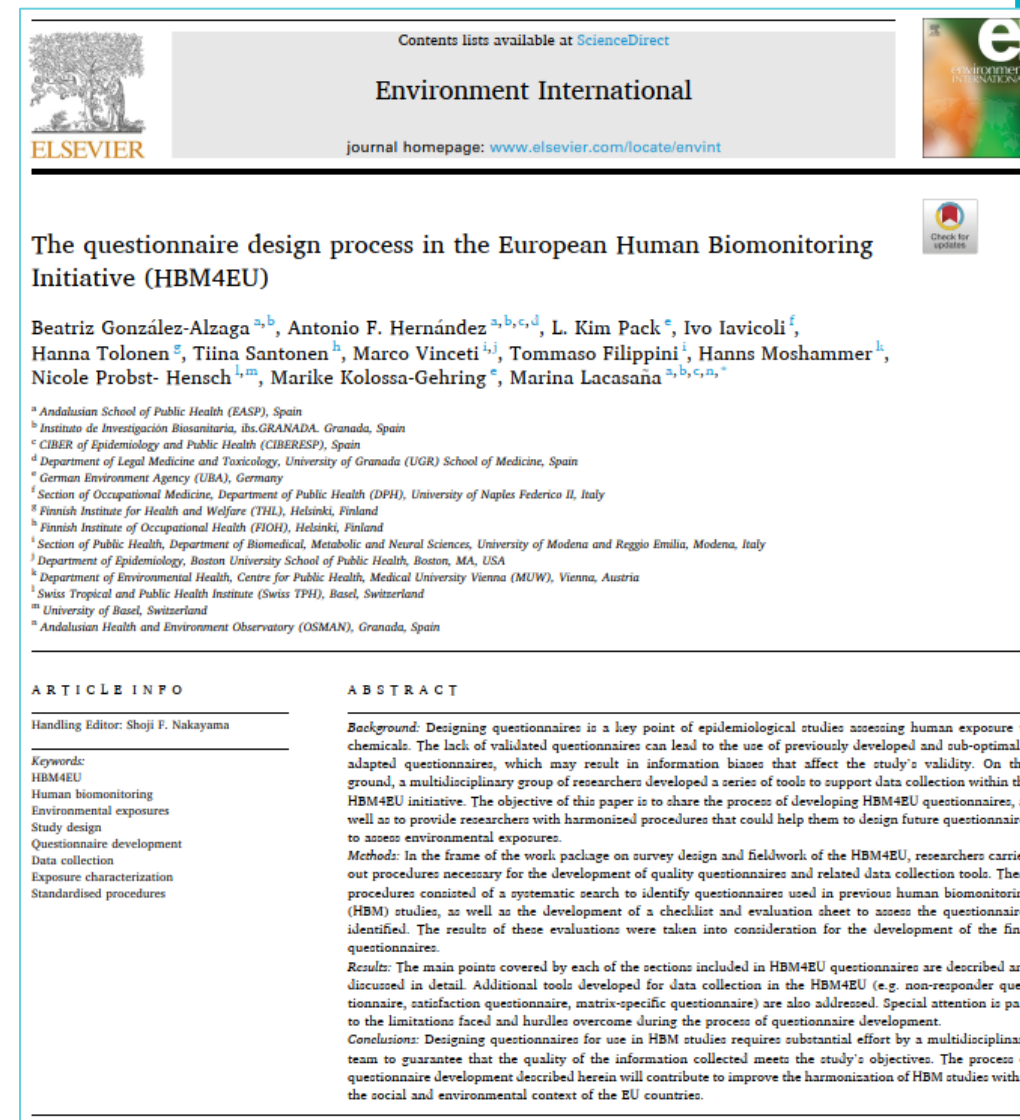 Contents lists available at ScienceDirect
Environment International
journal homepage: www.elsevier.com/locate/envint
ELSEVIER
e
environment
INTERNATIONAL
Check for
updates
The questionnaire design process in the European Human Biomonitoring
Initiative (HBM4EU)
Beatriz González-Alzaga a,b, Antonio F. Hernández a,b,c,d, L. Kim Pack e, Ivo Iavicoli f,
Hanna Tolonen g, Tiina Santonen h, Marco Vinceti i,j, Tommaso Filippini i, Hanns Moshammer k,
Nicole Probst- Hensch l,m, Marike Kolossa-Gehring e, Marina Lacasaña a,b,c,n,*
a Andalusian School of Public Health (EASP), Spain
b Instituto de Investigación Biosanitaria, ibs.GRANADA. Granada, Spain
c CIBER of Epidemiology and Public Health (CIBERESP), Spain
d Department of Legal Medicine and Toxicology, University of Granada (UGR) School of Medicine, Spain
e German Environment Agency (UBA), Germany
f Section of Occupational Medicine, Department of Public Health (DPH), University of Naples Federico II, Italy
g Finnish Institute for Health and Welfare (THL), Helsinki, Finland
h Finnish Institute of Occupational Health (FIOH), Helsinki, Finland
i Section of Public Health, Department of Biomedical, Metabolic and Neural Sciences, University of Modena and Reggio Emilia, Modena, Italy
j Department of Epidemiology, Boston University School of Public Health, Boston, MA, USA
k Department of Environmental Health, Centre for Public Health, Medical University Vienna (MUW), Vienna, Austria
l Swiss Tropical and Public Health Institute (Swiss TPH), Basel, Switzerland
m University of Basel, Switzerland
n Andalusian Health and Environment Observatory (OSMAN), Granada, Spain
ARTICLE INFO
Handling Editor: Shoji F. Nakayama
Keywords:
HBM4EU
Human biomonitoring
Environmental exposures
Study design
Questionnaire development
Data collection
Exposure characterization
Standardised procedures
ABSTRACT
Background: Designing questionnaires is a key point of epidemiological studies assessing human exposure
chemicals. The lack of validated questionnaires can lead to the use of previously developed and sub-optimal
adapted questionnaires, which may result in information biases that affect the study's validity. On th
ground, a multidisciplinary group of researchers developed a series of tools to support data collection within th
HBM4EU initiative. The objective of this paper is to share the process of developing HBM4EU questionnaires,
well as to provide researchers with harmonized procedures that could help them to design future questionnair
to assess environmental exposures.
Methods: In the frame of the work package on survey design and fieldwork of the HBM4EU, researchers carrie
out procedures necessary for the development of quality questionnaires and related data collection tools. The
procedures consisted of a systematic search to identify questionnaires used in previous human biomonitorin
(HBM) studies, as well as the development of a checklist and evaluation sheet to assess the questionnair
identified. The results of these evaluations were taken into consideration for the development of the fin
questionnaires.
Results: The main points covered by each of the sections included in HBM4EU questionnaires are described an
discussed in detail. Additional tools developed for data collection in the HBM4EU (e.g. non-responder que
tionnaire, satisfaction questionnaire, matrix-specific questionnaire) are also addressed. Special attention is pa
to the limitations faced and hurdles overcome during the process of questionnaire development.
Conclusions: Designing questionnaires for use in HBM studies requires substantial effort by a multidisciplinar
team to guarantee that the quality of the information collected meets the study's objectives. The process
questionnaire development described herein will contribute to improve the harmonization of HBM studies with
the social and environmental context of the EU countries.